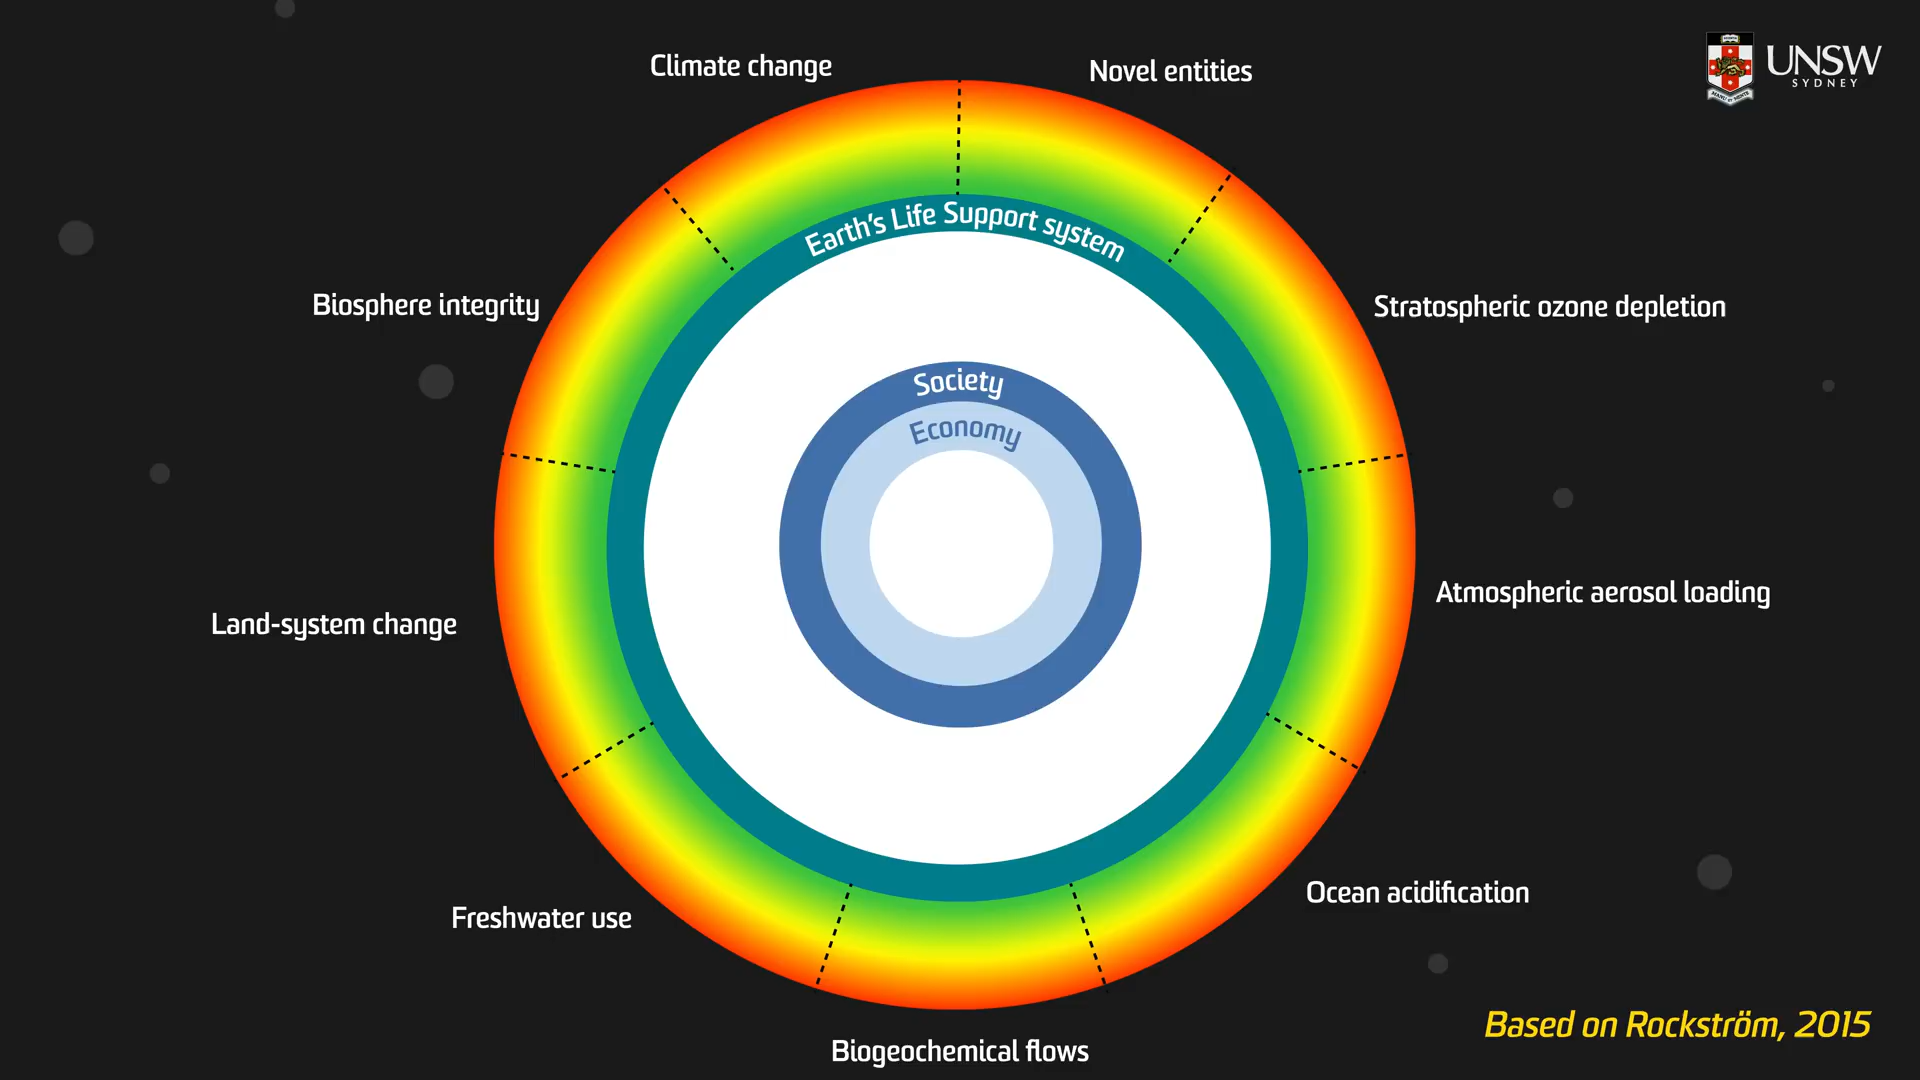 Climate change
Novel entities
UNSW
SYDNEY
Earth's Life Support system
Biosphere integrity
Stratospheric ozone depletion
Society
Economy
Land-system change
Atmospheric aerosol loading
Freshwater use
Ocean acidification
Biogeochemical flows
Based on Rockström, 2015